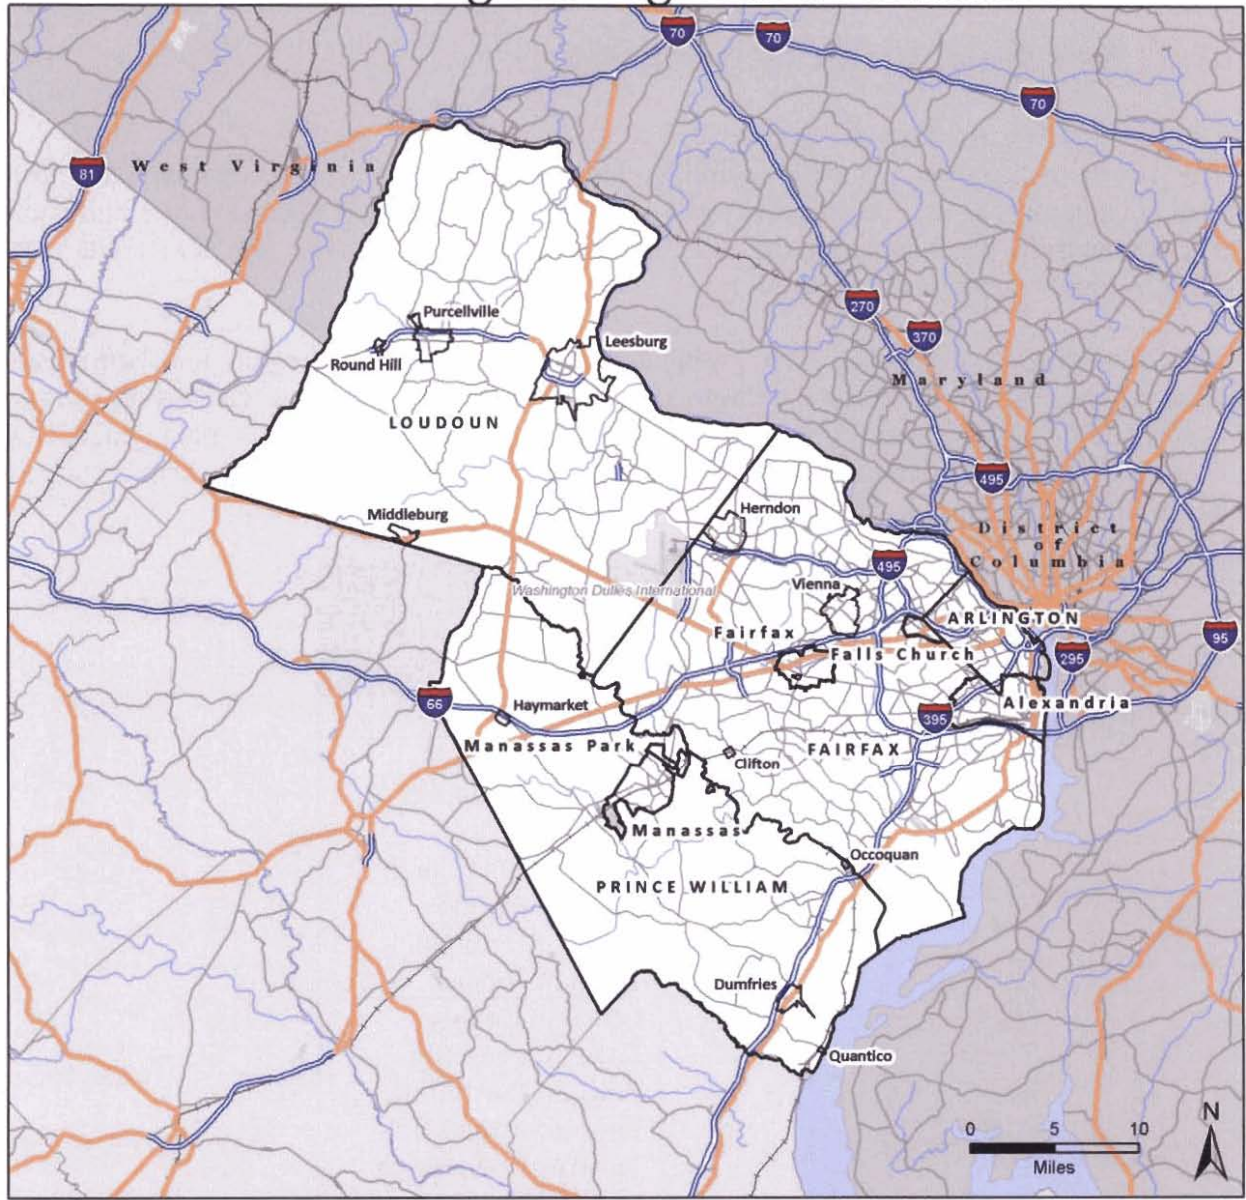 70
70
70
81
West Virginia
270
370
Purcellville
Leesburg
Round Hill
Maryland
LOUDOUN
495
Middleburg
Herndon
District
of
Columbia
495
Vienna
Washington Dulles International
ARLINGTON
Fairfax
95
Falls Church
295
66
Haymarket
Alexandria
395
Manassas Park
FAIRFAX
Clifton
Manassas
Occoquan
PRINCE WILLIAM
Dumfries
Quantico
N
0 5 10
Miles